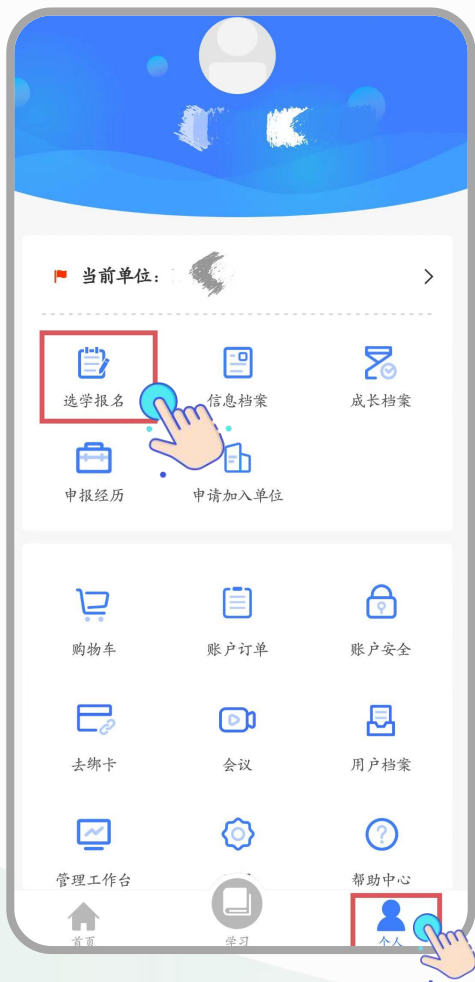 当前单位：
选学报名 信息档案 成长档案
申报经历 申请加入单位
购物车 账户订单 账户安全
去绑卡 会议 用户档案
管理工作台 帮助中心
首页 学习 个人